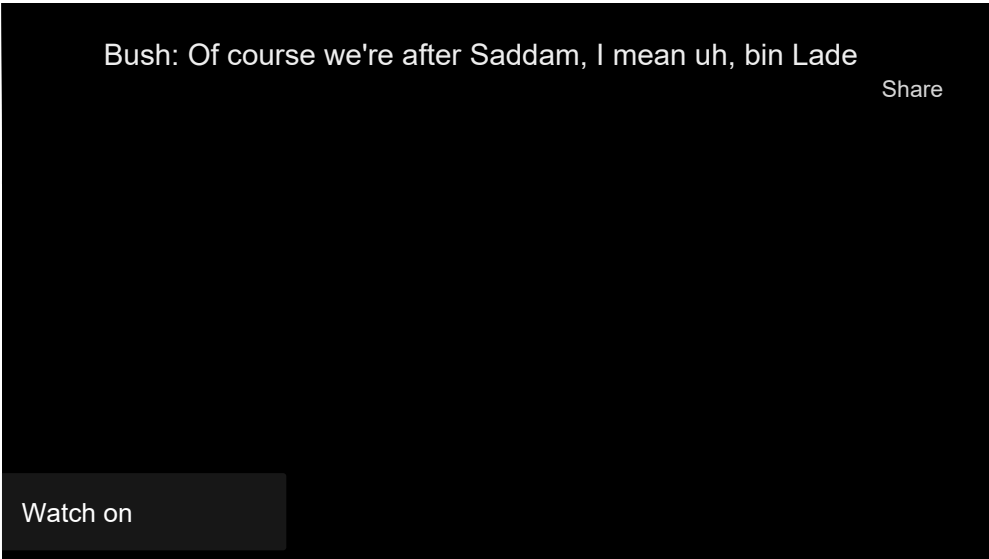 Bush: Of course we're after Saddam, I mean uh, bin Lade
Share
Watch on